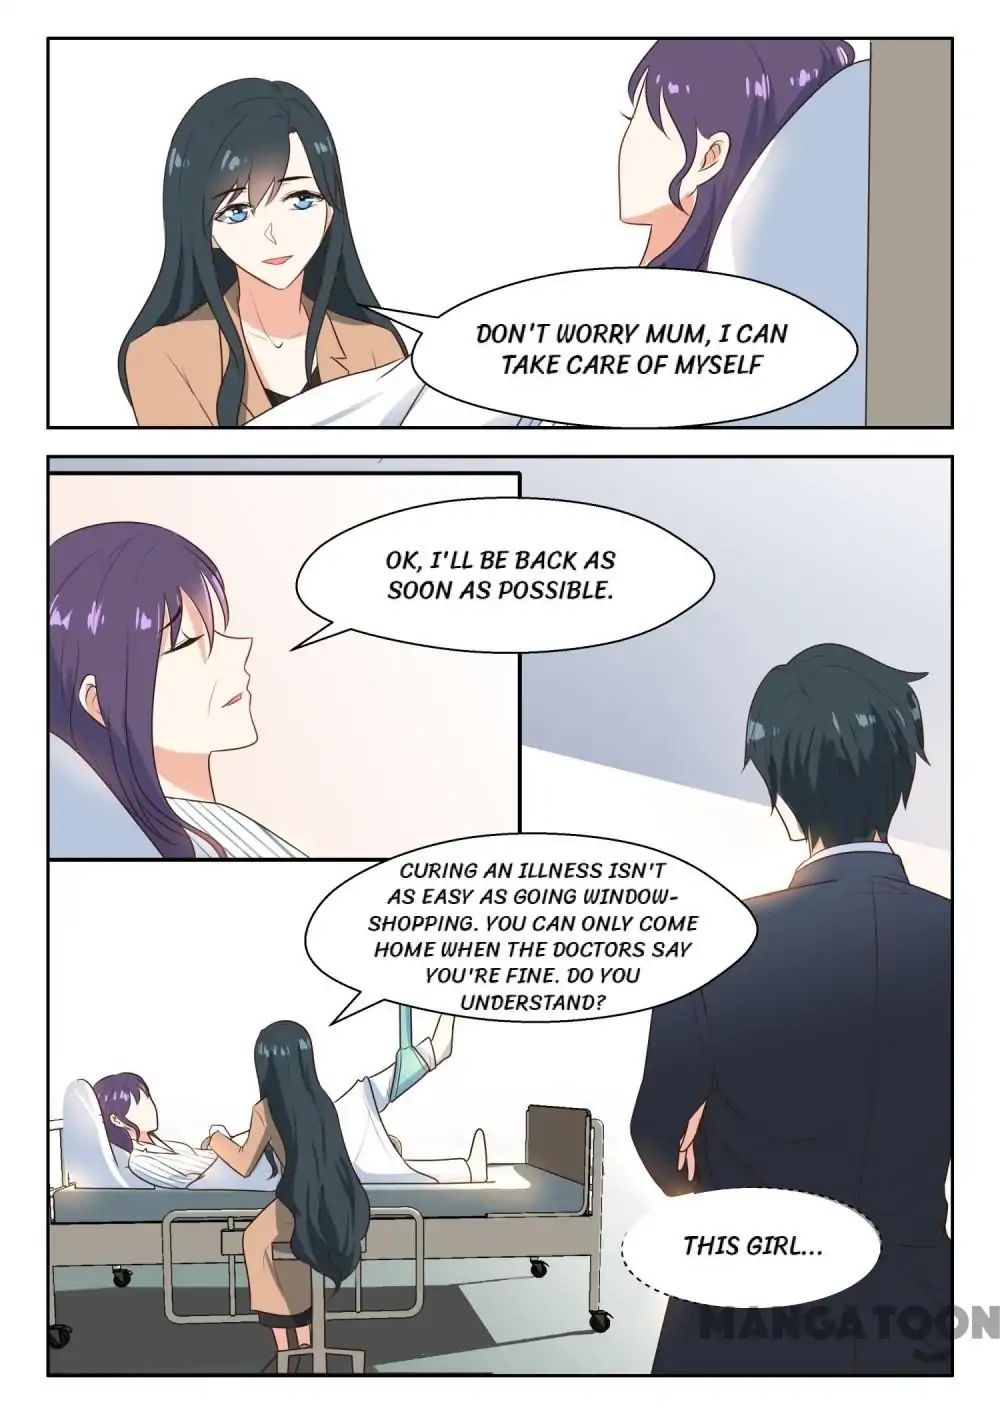 DON'T WORRY MUM, I CAN
TAKE CARE OF MYSELF
OK, I'LL BE BACK AS
SOON AS POSSIBLE.
CURING AN ILLNESS ISN'T
AS EASY AS GOING WINDOW-
SHOPPING. YOU CAN ONLY COME
HOME WHEN THE DOCTORS SAY
YOU'RE FINE. DO YOU
UNDERSTAND?
THIS GIRL...
MANGA TOON